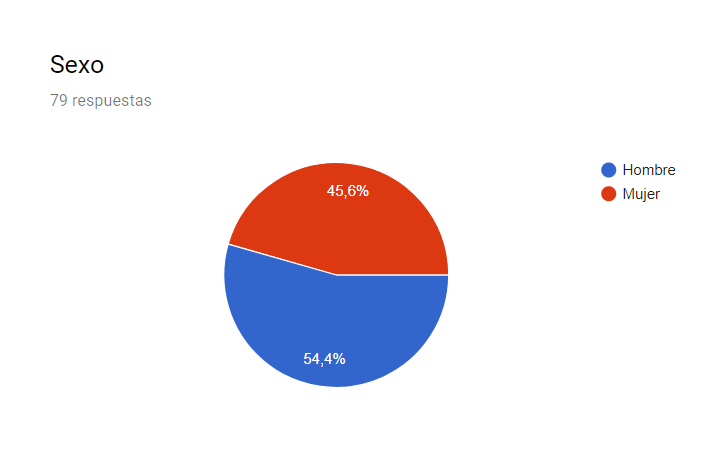 Sexo
79 respuestas
45,6%
54,4%
Hombre
Mujer